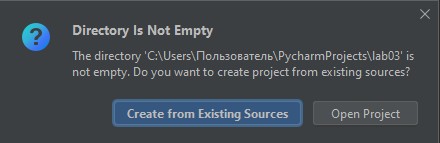 Directory Is Not Empty
The directory 'C:\Users\Пользователь\PycharmProjects\lab03' is
not empty. Do you want to create project from existing sources?
Create from Existing Sources
Open Project